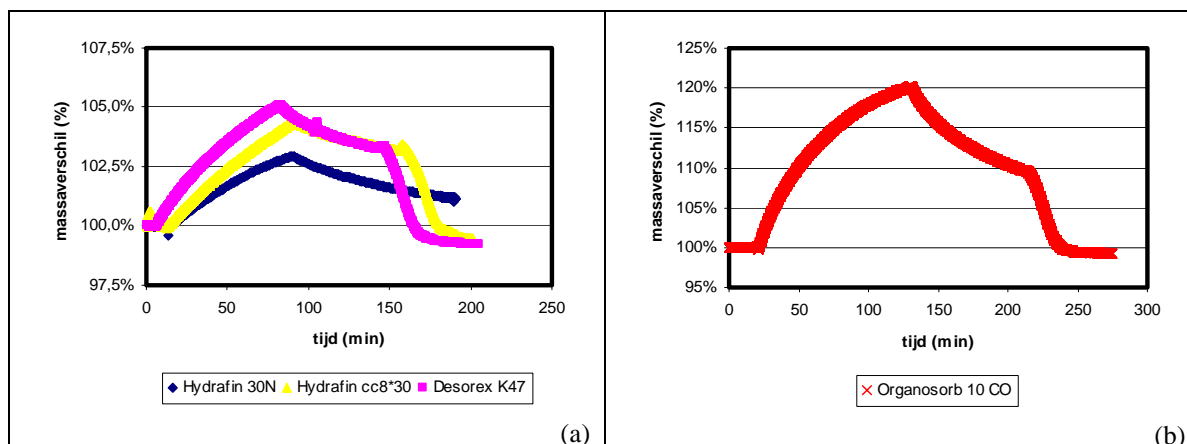 107,5%
105,0%
102,5%
100,0%
97,5%
massaverschil (%)
0 50 100 150 200 250
tijd (min)
Hydrafin 30N Hydrafin cc8*30 Desorex K47
(a)
125%
120%
115%
110%
105%
100%
95%
massaverschil (%)
0 50 100 150 200 250 300
tijd (min)
Organosorb 10 CO
(b)